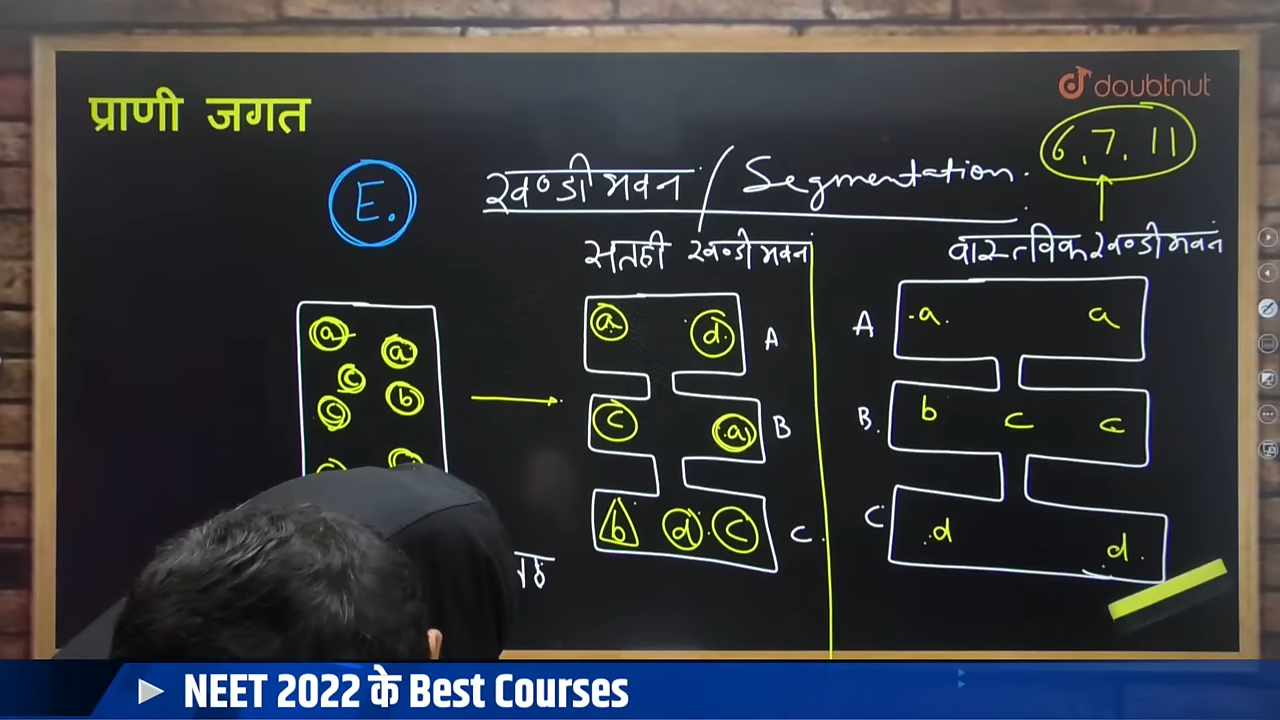 प्राणी जगत
doubtnut
6, 7, 11
E.
खण्डीभवन / Segmentation.
सतही खण्डीभवन
वास्तविक खण्डीभवन
a a c c b
a d A
c a B
b d c C.
A a a
B. b c c
C d d
NEET 2022 के Best Courses